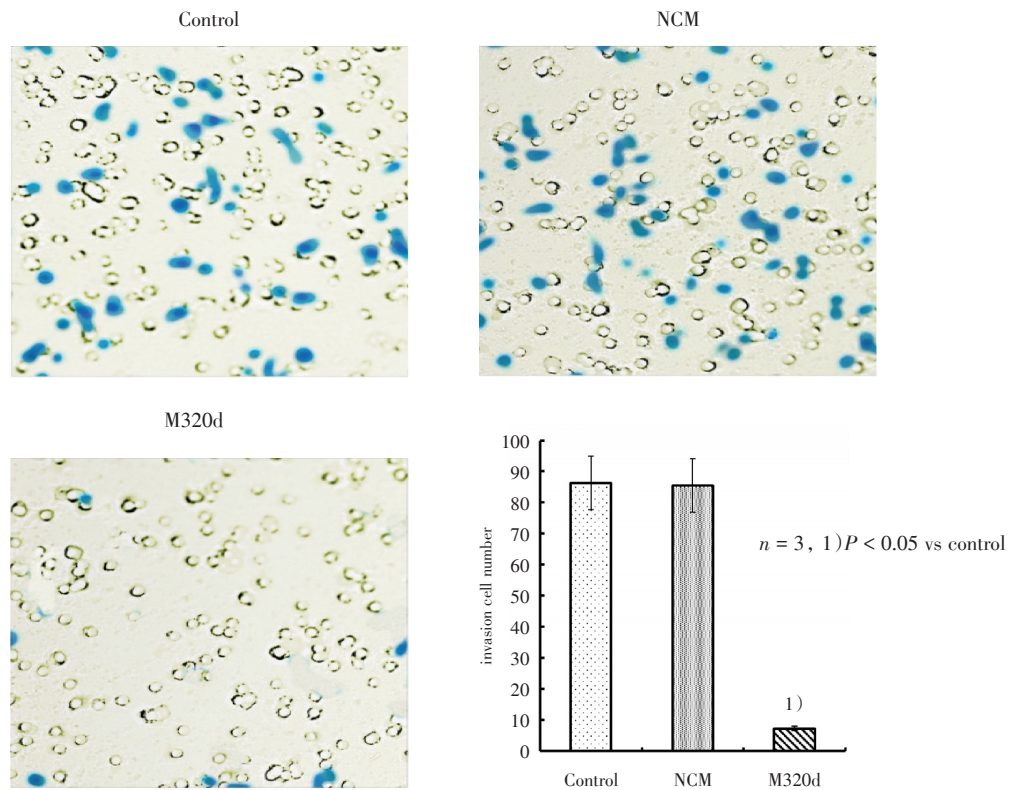 Control
NCM
M320d
100
90
80
70
60
50
40
30
20
10
0
invasion cell number
1)
n = 3, 1)P < 0.05 vs control
Control NCM M320d